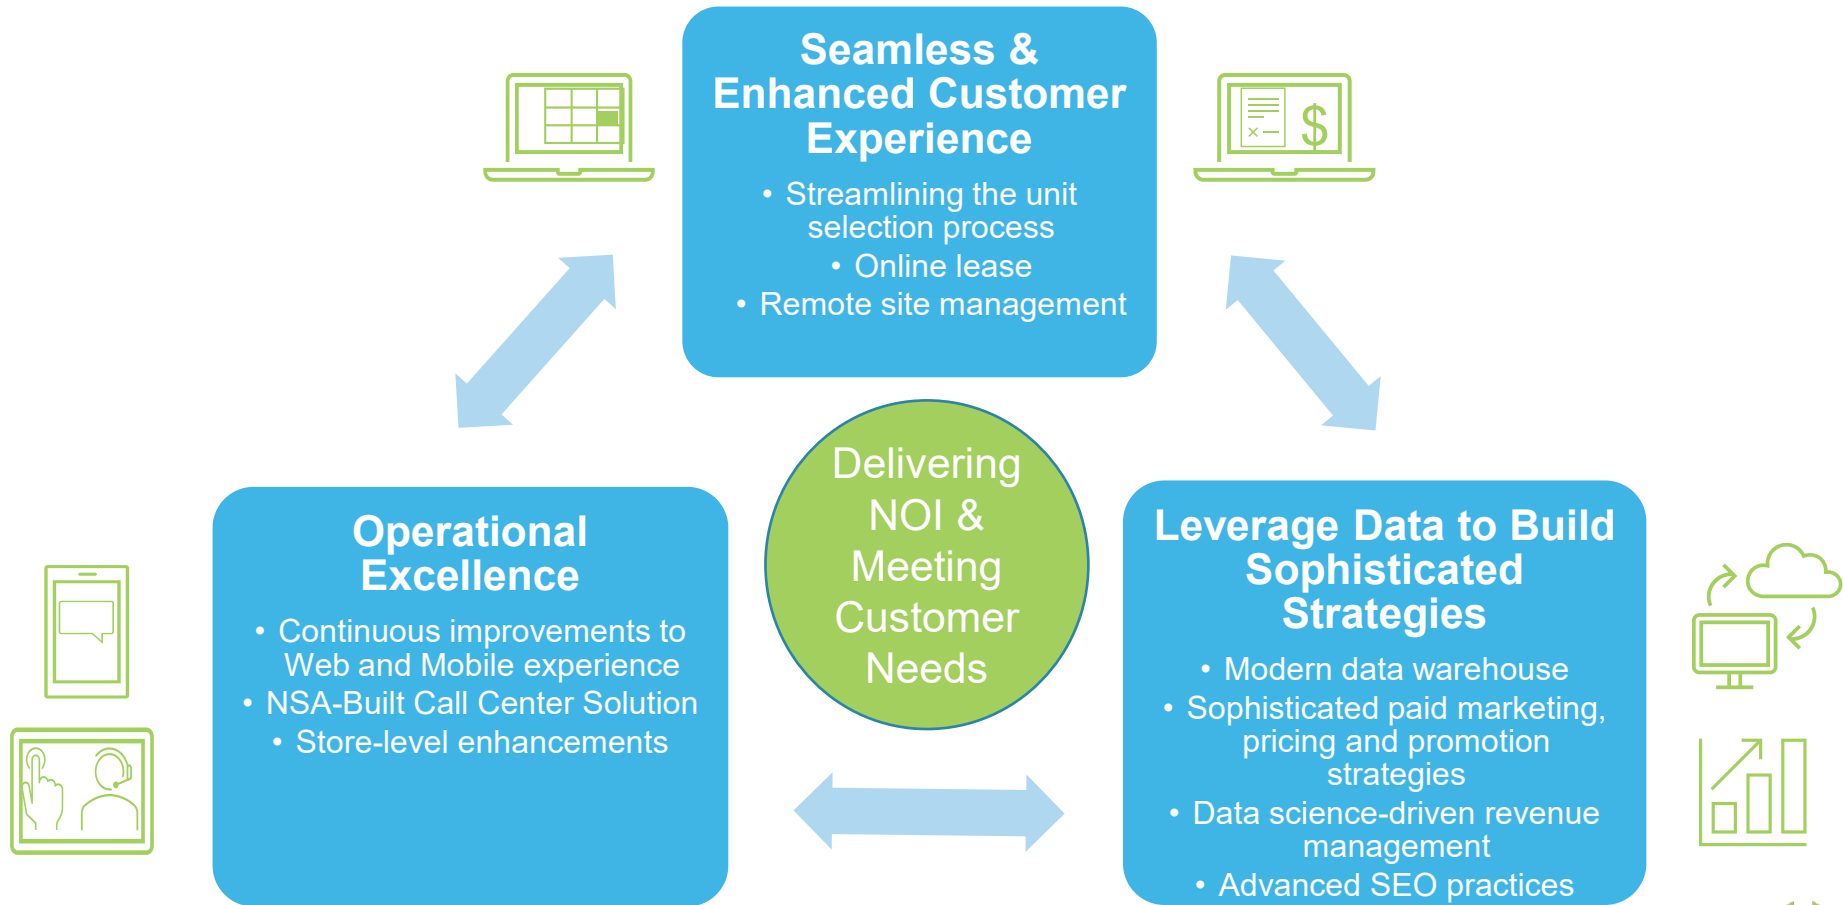 Seamless &
Enhanced Customer
Experience
• Streamlining the unit
selection process
• Online lease
• Remote site management
$
Delivering
NOI &
Meeting
Customer
Needs
Operational
Excellence
• Continuous improvements to
Web and Mobile experience
• NSA-Built Call Center Solution
• Store-level enhancements
Leverage Data to Build
Sophisticated
Strategies
• Modern data warehouse
• Sophisticated paid marketing,
pricing and promotion
strategies
• Data science-driven revenue
management
• Advanced SEO practices